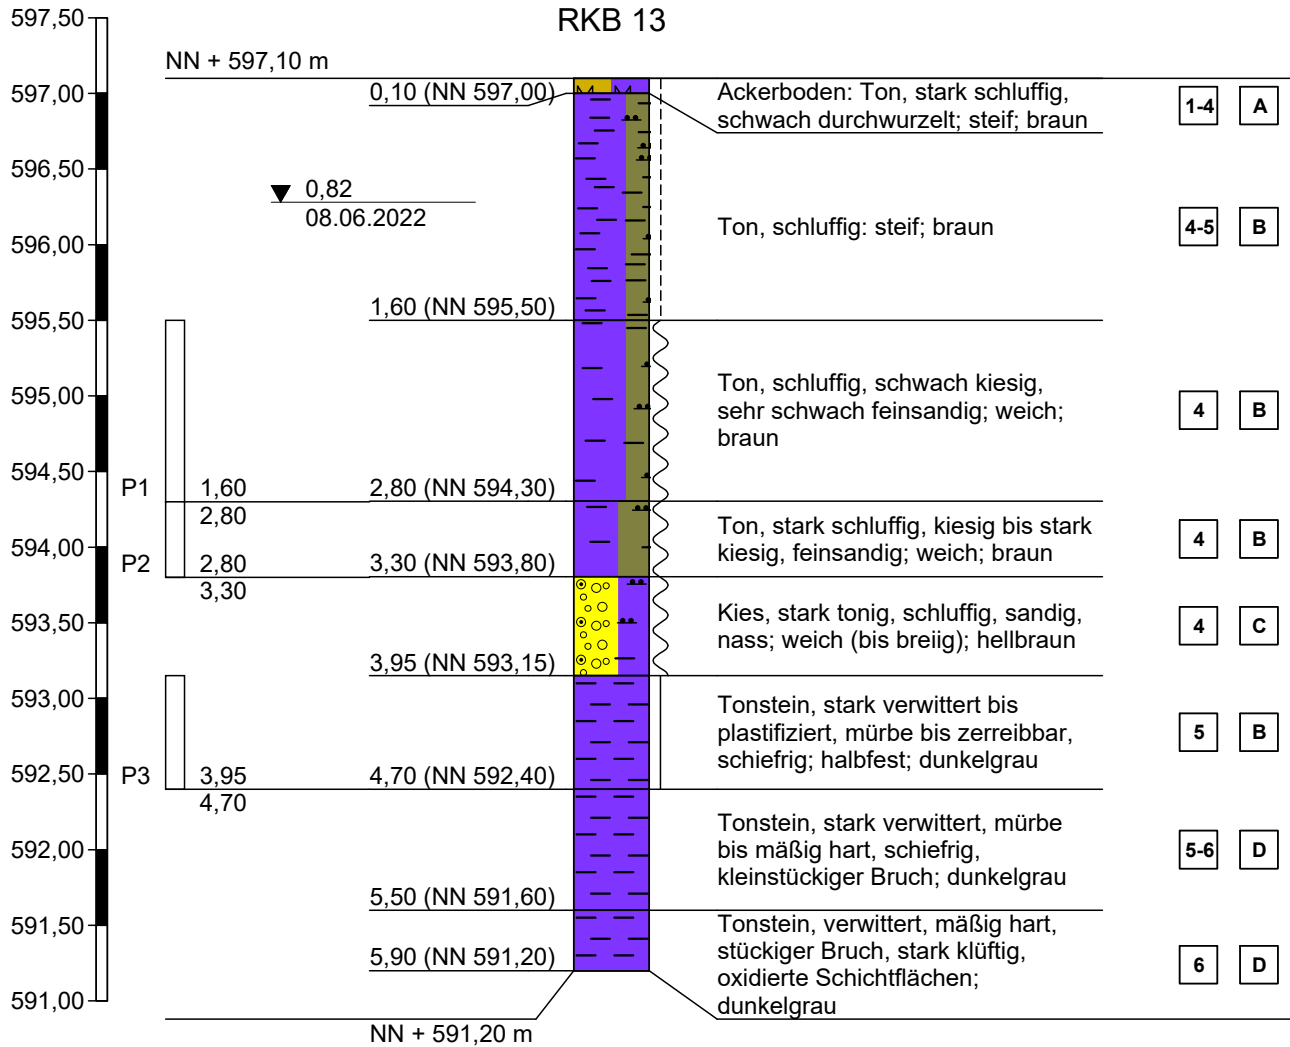 RKB 13
597,50
NN + 597,10 m
597,00
0,10 (NN 597,00)
Ackerboden: Ton, stark schluffig,
schwach durchwurzelt; steif; braun
1-4
A
596,50
0,82
08.06.2022
596,00
Ton, schluffig: steif; braun
4-5
B
1,60 (NN 595,50)
595,50
595,00
Ton, schluffig, schwach kiesig,
sehr schwach feinsandig; weich;
braun
4
B
594,50
P1
1,60
2,80
2,80 (NN 594,30)
594,00
Ton, stark schluffig, kiesig bis stark
kiesig, feinsandig; weich; braun
4
B
P2
2,80
3,30
3,30 (NN 593,80)
593,50
Kies, stark tonig, schluffig, sandig,
nass; weich (bis breiig); hellbraun
4
C
3,95 (NN 593,15)
593,00
Tonstein, stark verwittert bis
plastifiziert, mürbe bis zerreibbar,
schiefrig; halbfest; dunkelgrau
5
B
592,50
P3
3,95
4,70
4,70 (NN 592,40)
592,00
Tonstein, stark verwittert, mürbe
bis mäßig hart, schiefrig,
kleinstückiger Bruch; dunkelgrau
5-6
D
5,50 (NN 591,60)
591,50
Tonstein, verwittert, mäßig hart,
stückiger Bruch, stark klüftig,
oxidierte Schichtflächen;
dunkelgrau
6
D
5,90 (NN 591,20)
591,00
NN + 591,20 m